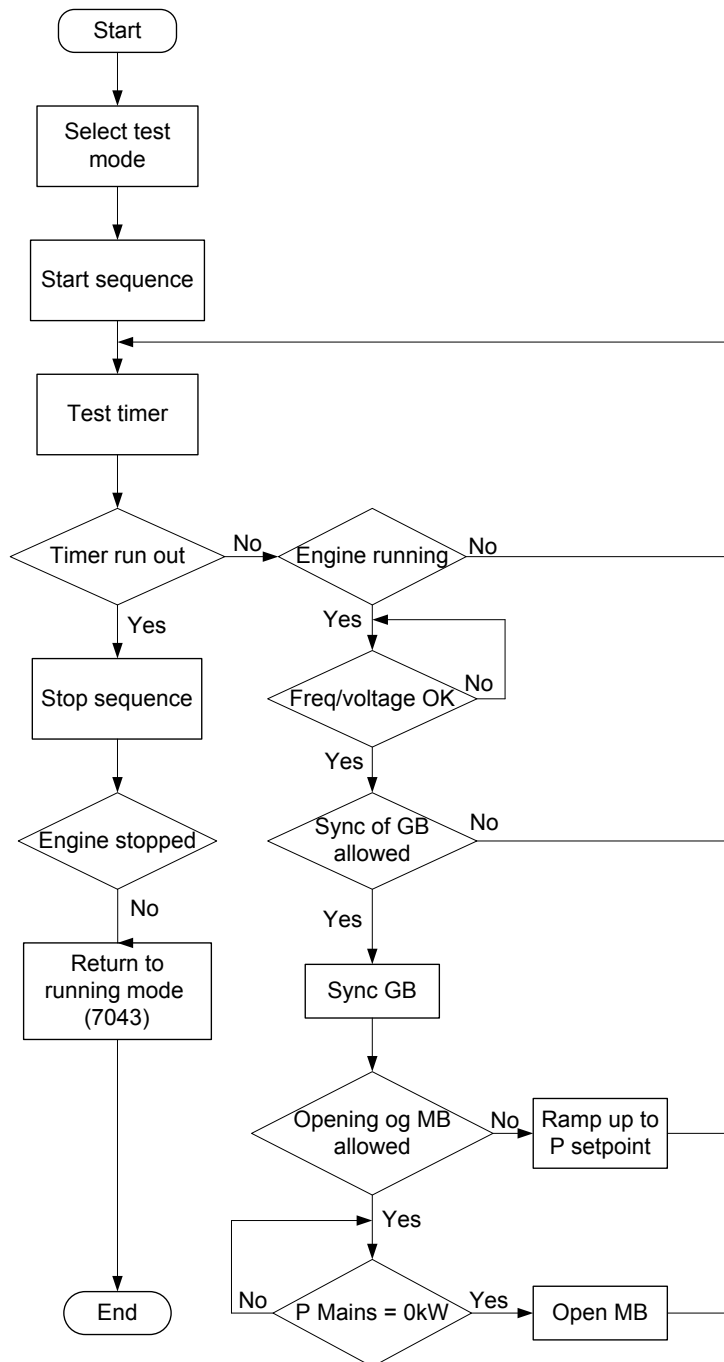 Start
Select test
mode
Start sequence
Test timer
Timer run out
No
Engine running
No
Yes
Yes
Stop sequence
Freq/voltage OK
No
Yes
Engine stopped
Sync of GB
allowed
No
No
Yes
Return to
running mode
(7043)
Sync GB
Opening og MB
allowed
No
Ramp up to
P setpoint
Yes
End
No
P Mains = 0kW
Yes
Open MB